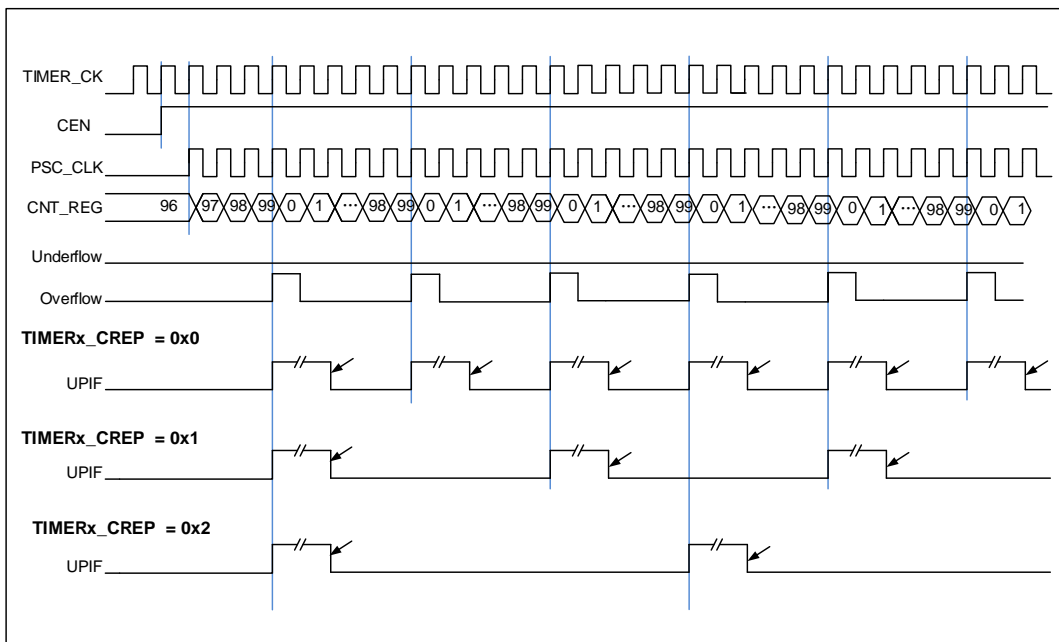 TIMER_CK
CEN
PSC_CLK
CNT_REG 96 97 98 99 0 1 ... 98 99 0 1 ... 98 99 0 1 ... 98 99 0 1 ... 98 99 0 1 ... 98 99 0 1
Underflow
Overflow
TIMERx_CREP = 0x0
UPIF
TIMERx_CREP = 0x1
UPIF
TIMERx_CREP = 0x2
UPIF